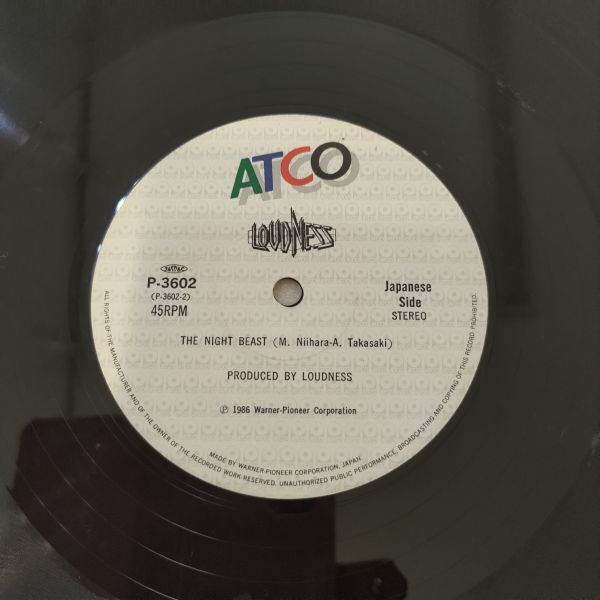 ATCO
LOUDNESS
JASRAC
P-3602
(P-3602-2)
45RPM
Japanese
Side
STEREO
THE NIGHT BEAST (M. Niihara-A. Takasaki)
PRODUCED BY LOUDNESS
℗ 1986 Warner-Pioneer Corporation
MADE BY WARNER-PIONEER CORPORATION, JAPAN.
ALL RIGHTS OF THE MANUFACTURER AND OF THE OWNER OF THE RECORDED WORK RESERVED. UNAUTHORIZED PUBLIC PERFORMANCE, BROADCASTING AND COPYING OF THIS RECORD PROHIBITED.